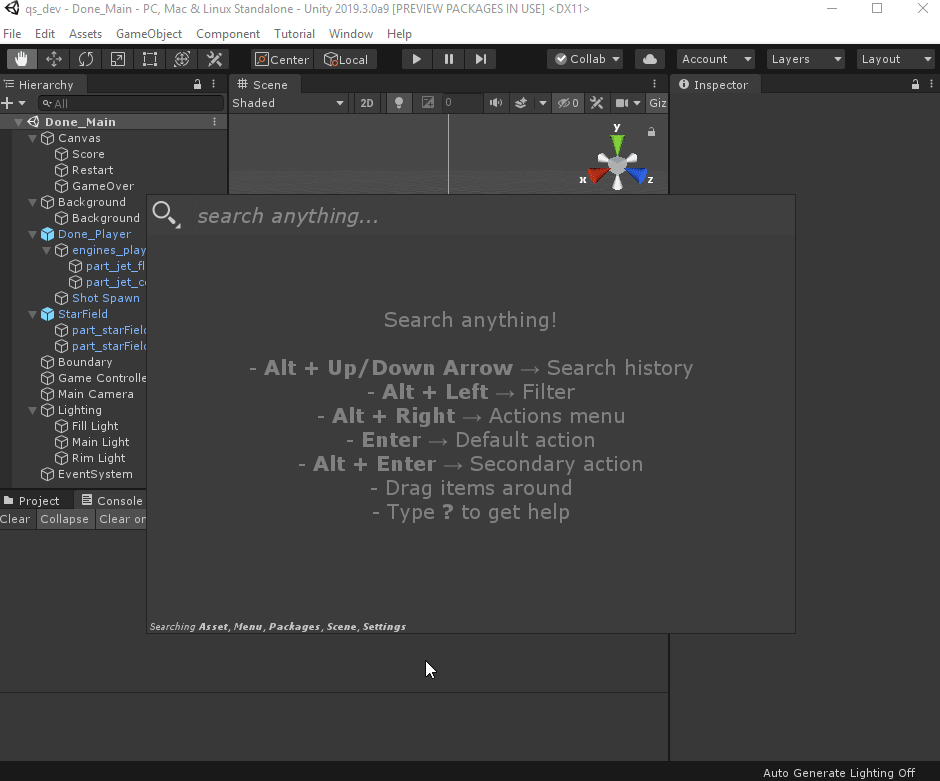 qs_dev - Done_Main - PC, Mac & Linux Standalone - Unity 2019.3.0a9 [PREVIEW PACKAGES IN USE] <DX11>
File Edit Assets GameObject Component Tutorial Window Help
Center Local Collab Account Layers Layout
Hierarchy
Scene
Inspector
All
Shaded 2D 0 0 Giz
Done_Main
Canvas
Score
Restart
GameOver
Background
Background
Done_Player
engines_play
part_jet_fl
part_jet_co
Shot Spawn
StarField
part_starField
part_starField
Boundary
Game Controlle
Main Camera
Lighting
Fill Light
Main Light
Rim Light
EventSystem
y
x z
search anything...
Search anything!
- Alt + Up/Down Arrow → Search history
- Alt + Left → Filter
- Alt + Right → Actions menu
- Enter → Default action
- Alt + Enter → Secondary action
- Drag items around
- Type ? to get help
Searching Asset, Menu, Packages, Scene, Settings
Project Console
Clear Collapse Clear on
Auto Generate Lighting Off